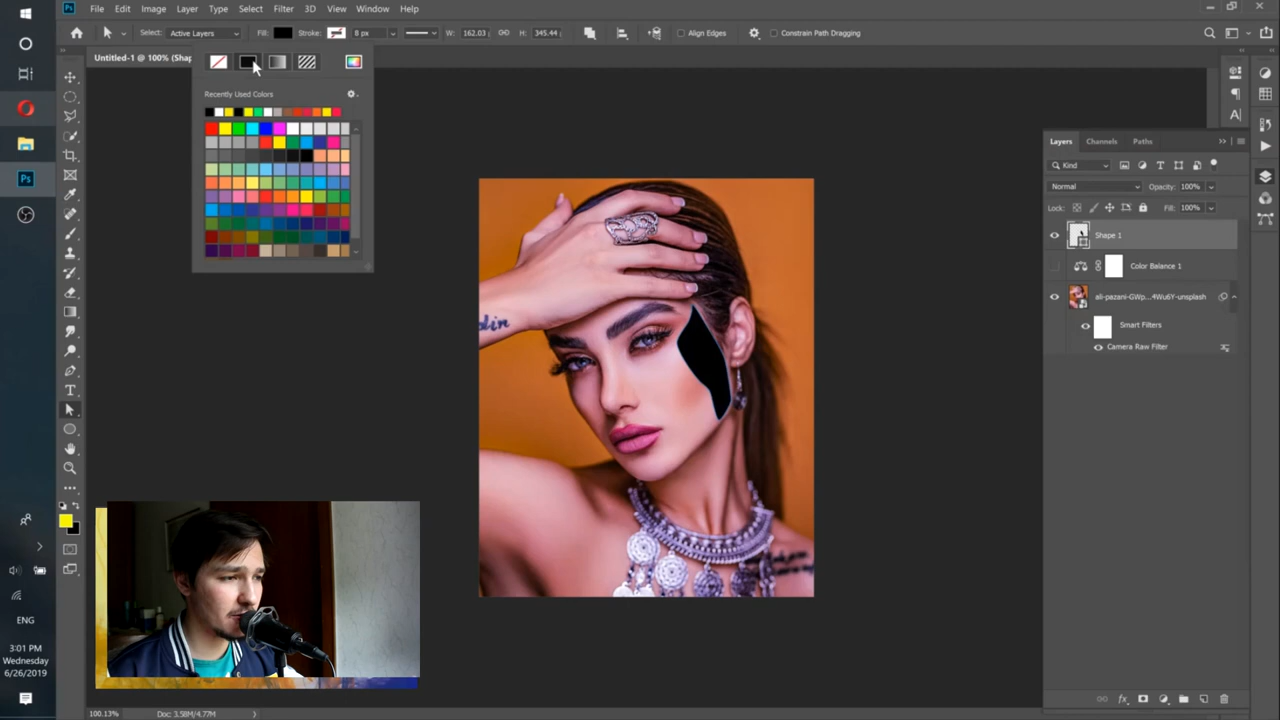 Ps File Edit Image Layer Type Select Filter 3D View Window Help
Select: Active Layers Fill: Stroke: 8 px W: 162.03 H: 345.44 Align Edges Constrain Path Dragging
Untitled-1 @ 100% (Shap
Recently Used Colors
Layers Channels Paths
Kind
Normal Opacity: 100%
Lock: Fill: 100%
Shape 1
Color Balance 1
ali-pazani-GWp...4Wu6Y-unsplash
Smart Filters
Camera Raw Filter
Ps
T
A
ENG
3:01 PM
Wednesday
6/26/2019
100.13% Doc: 3.58M/4.77M